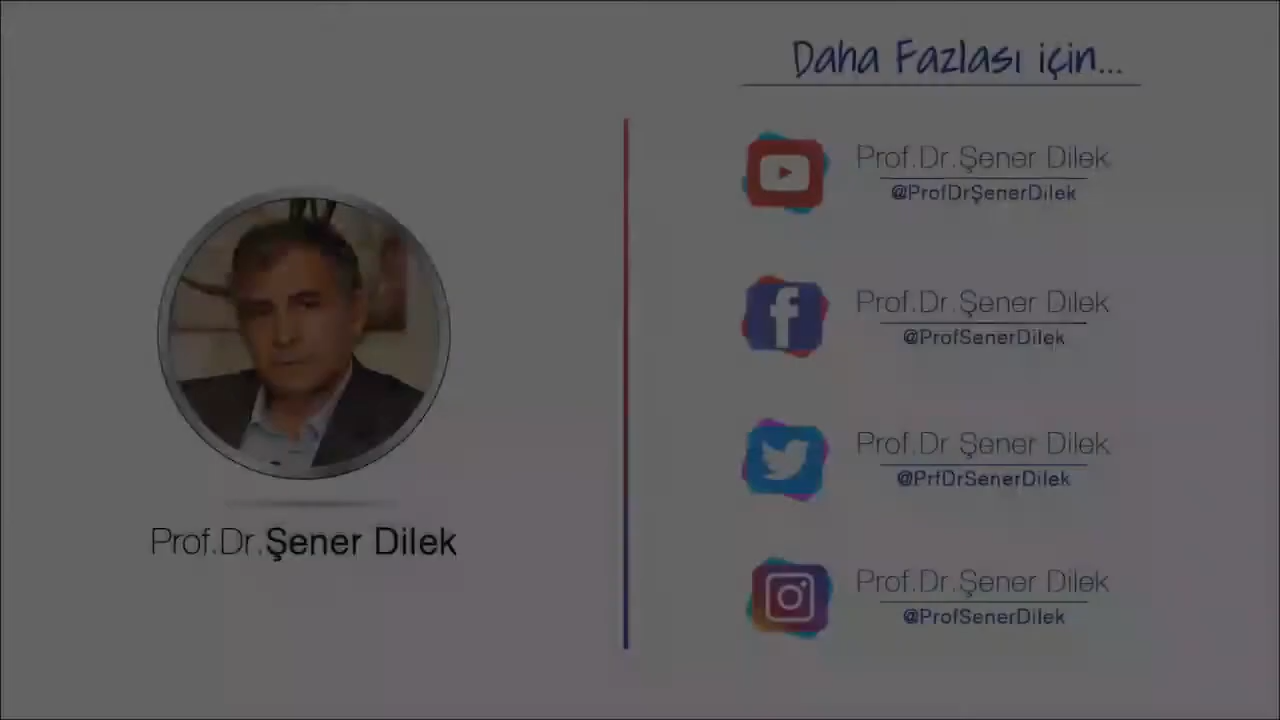 Daha Fazlası için...
Prof.Dr.Şener Dilek
@ProfDrŞenerDilek
Prof.Dr.Şener Dilek
@ProfSenerDilek
Prof.Dr Şener Dilek
@PrfDrSenerDilek
Prof.Dr.Şener Dilek
@ProfSenerDilek
Prof.Dr.Şener Dilek